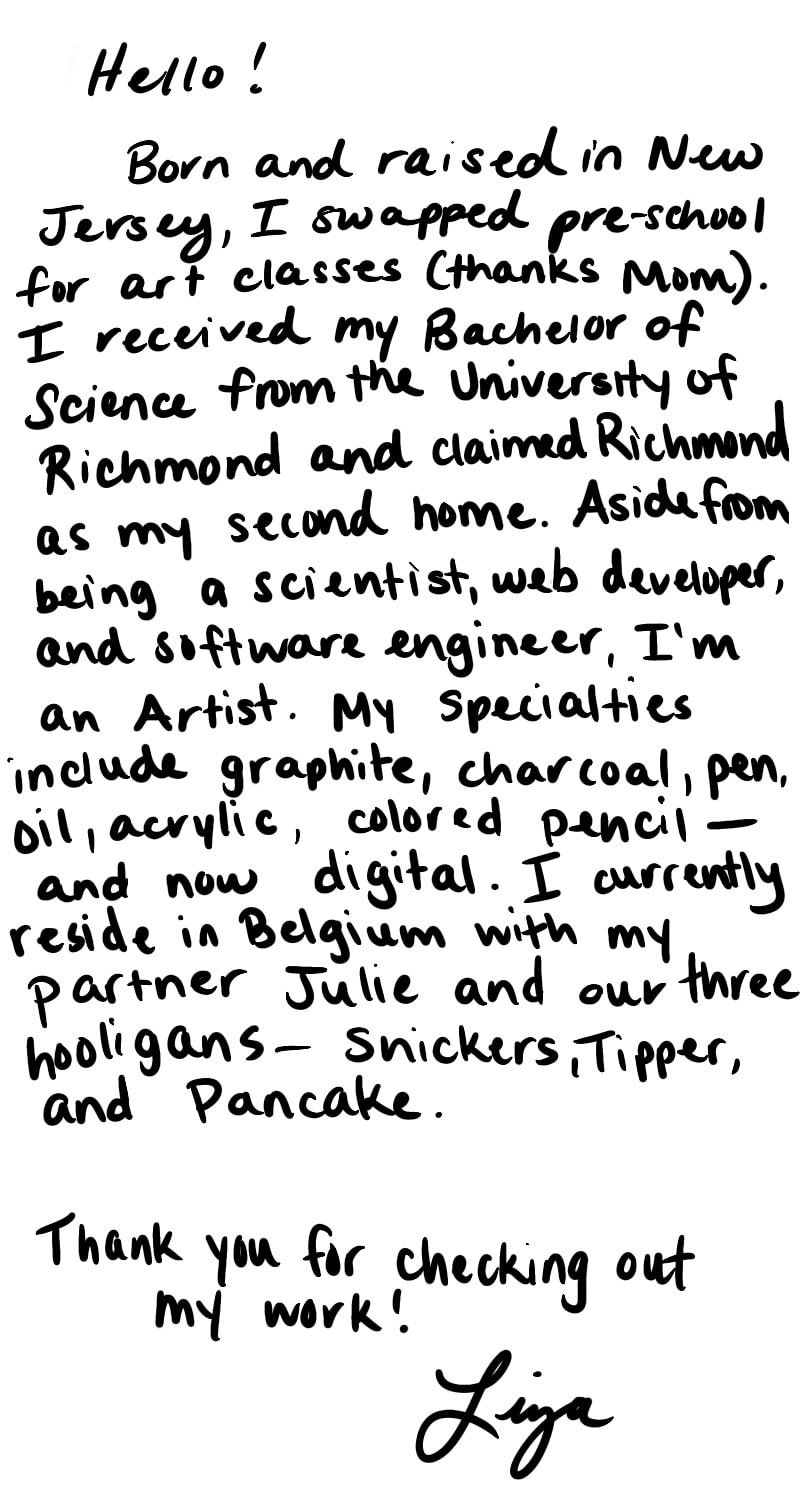 Hello!
Born and raised in New
Jersey, I swapped pre-school
for art classes (thanks Mom).
I received my Bachelor of
Science from the University of
Richmond and claimed Richmond
as my second home. Aside from
being a scientist, web developer,
and software engineer, I'm
an Artist. My Specialties
include graphite, charcoal, pen,
oil, acrylic, colored pencil—
and now digital. I currently
reside in Belgium with my
partner Julie and our three
hooligans— Snickers, Tipper,
and Pancake.
Thank you for checking out
my work!
Liza